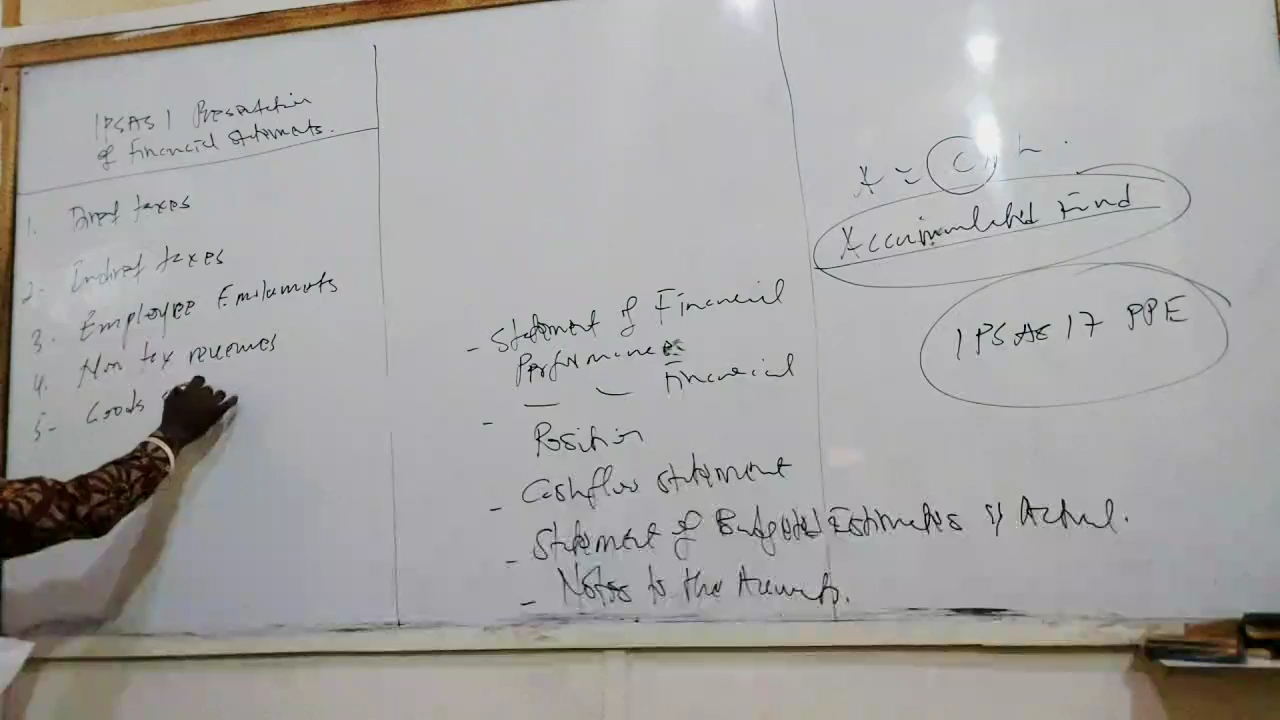 IPSAS 1 Presentation
of Financial statements.
1. Direct taxes
2. Indirect taxes
3. Employee Emoluments
4. Non tax revenues
5- Goods
- Statement of Financial
Performance
- Financial
Position
- Cashflow statement
- Statement of Budgeted Estimates Actual.
- Notes to the Accounts.
A = C L.
Accumulated Fund
IPSAS 17 PPE